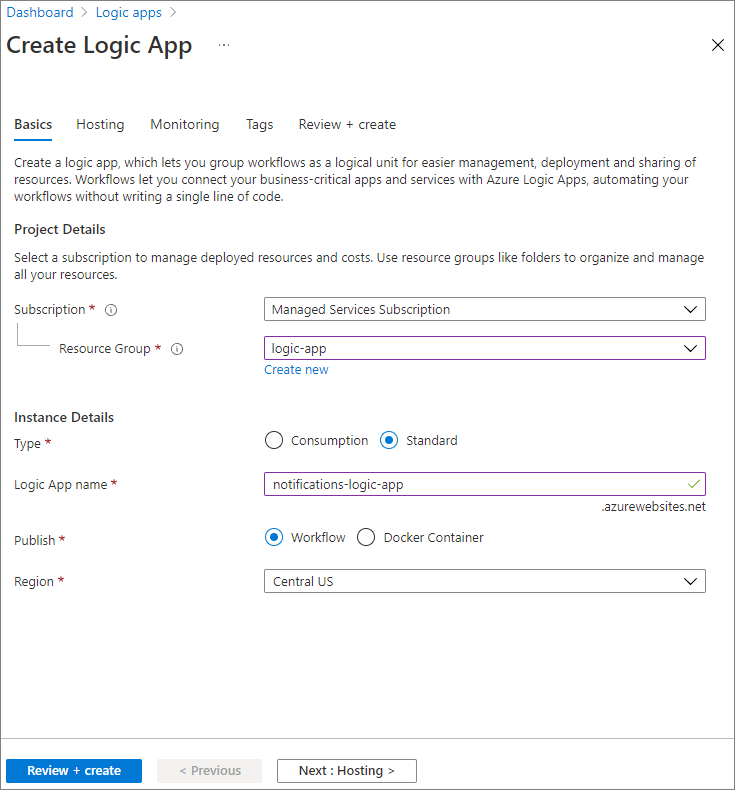 Dashboard > Logic apps >
Create Logic App ...
Basics Hosting Monitoring Tags Review + create
Create a logic app, which lets you group workflows as a logical unit for easier management, deployment and sharing of
resources. Workflows let you connect your business-critical apps and services with Azure Logic Apps, automating your
workflows without writing a single line of code.
Project Details
Select a subscription to manage deployed resources and costs. Use resource groups like folders to organize and manage
all your resources.
Subscription * Managed Services Subscription
Resource Group * logic-app
Create new
Instance Details
Type * Consumption Standard
Logic App name * notifications-logic-app
.azurewebsites.net
Publish * Workflow Docker Container
Region * Central US
Review + create < Previous Next : Hosting >